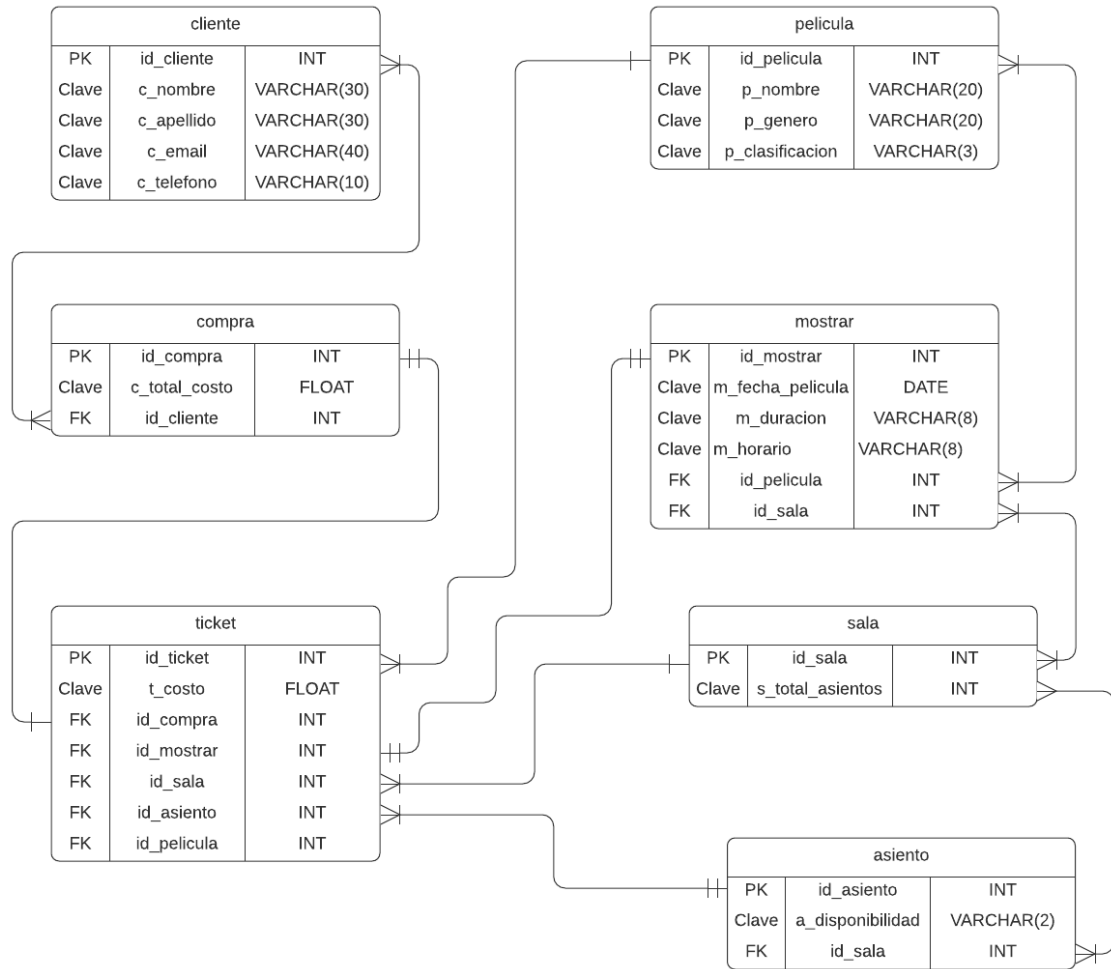 cliente
PK id_cliente INT
Clave c_nombre VARCHAR(30)
Clave c_apellido VARCHAR(30)
Clave c_email VARCHAR(40)
Clave c_telefono VARCHAR(10)
pelicula
PK id_pelicula INT
Clave p_nombre VARCHAR(20)
Clave p_genero VARCHAR(20)
Clave p_clasificacion VARCHAR(3)
compra
PK id_compra INT
Clave c_total_costo FLOAT
FK id_cliente INT
mostrar
PK id_mostrar INT
Clave m_fecha_pelicula DATE
Clave m_duracion VARCHAR(8)
Clave m_horario VARCHAR(8)
FK id_pelicula INT
FK id_sala INT
ticket
PK id_ticket INT
Clave t_costo FLOAT
FK id_compra INT
FK id_mostrar INT
FK id_sala INT
FK id_asiento INT
FK id_pelicula INT
sala
PK id_sala INT
Clave s_total_asientos INT
asiento
PK id_asiento INT
Clave a_disponibilidad VARCHAR(2)
FK id_sala INT